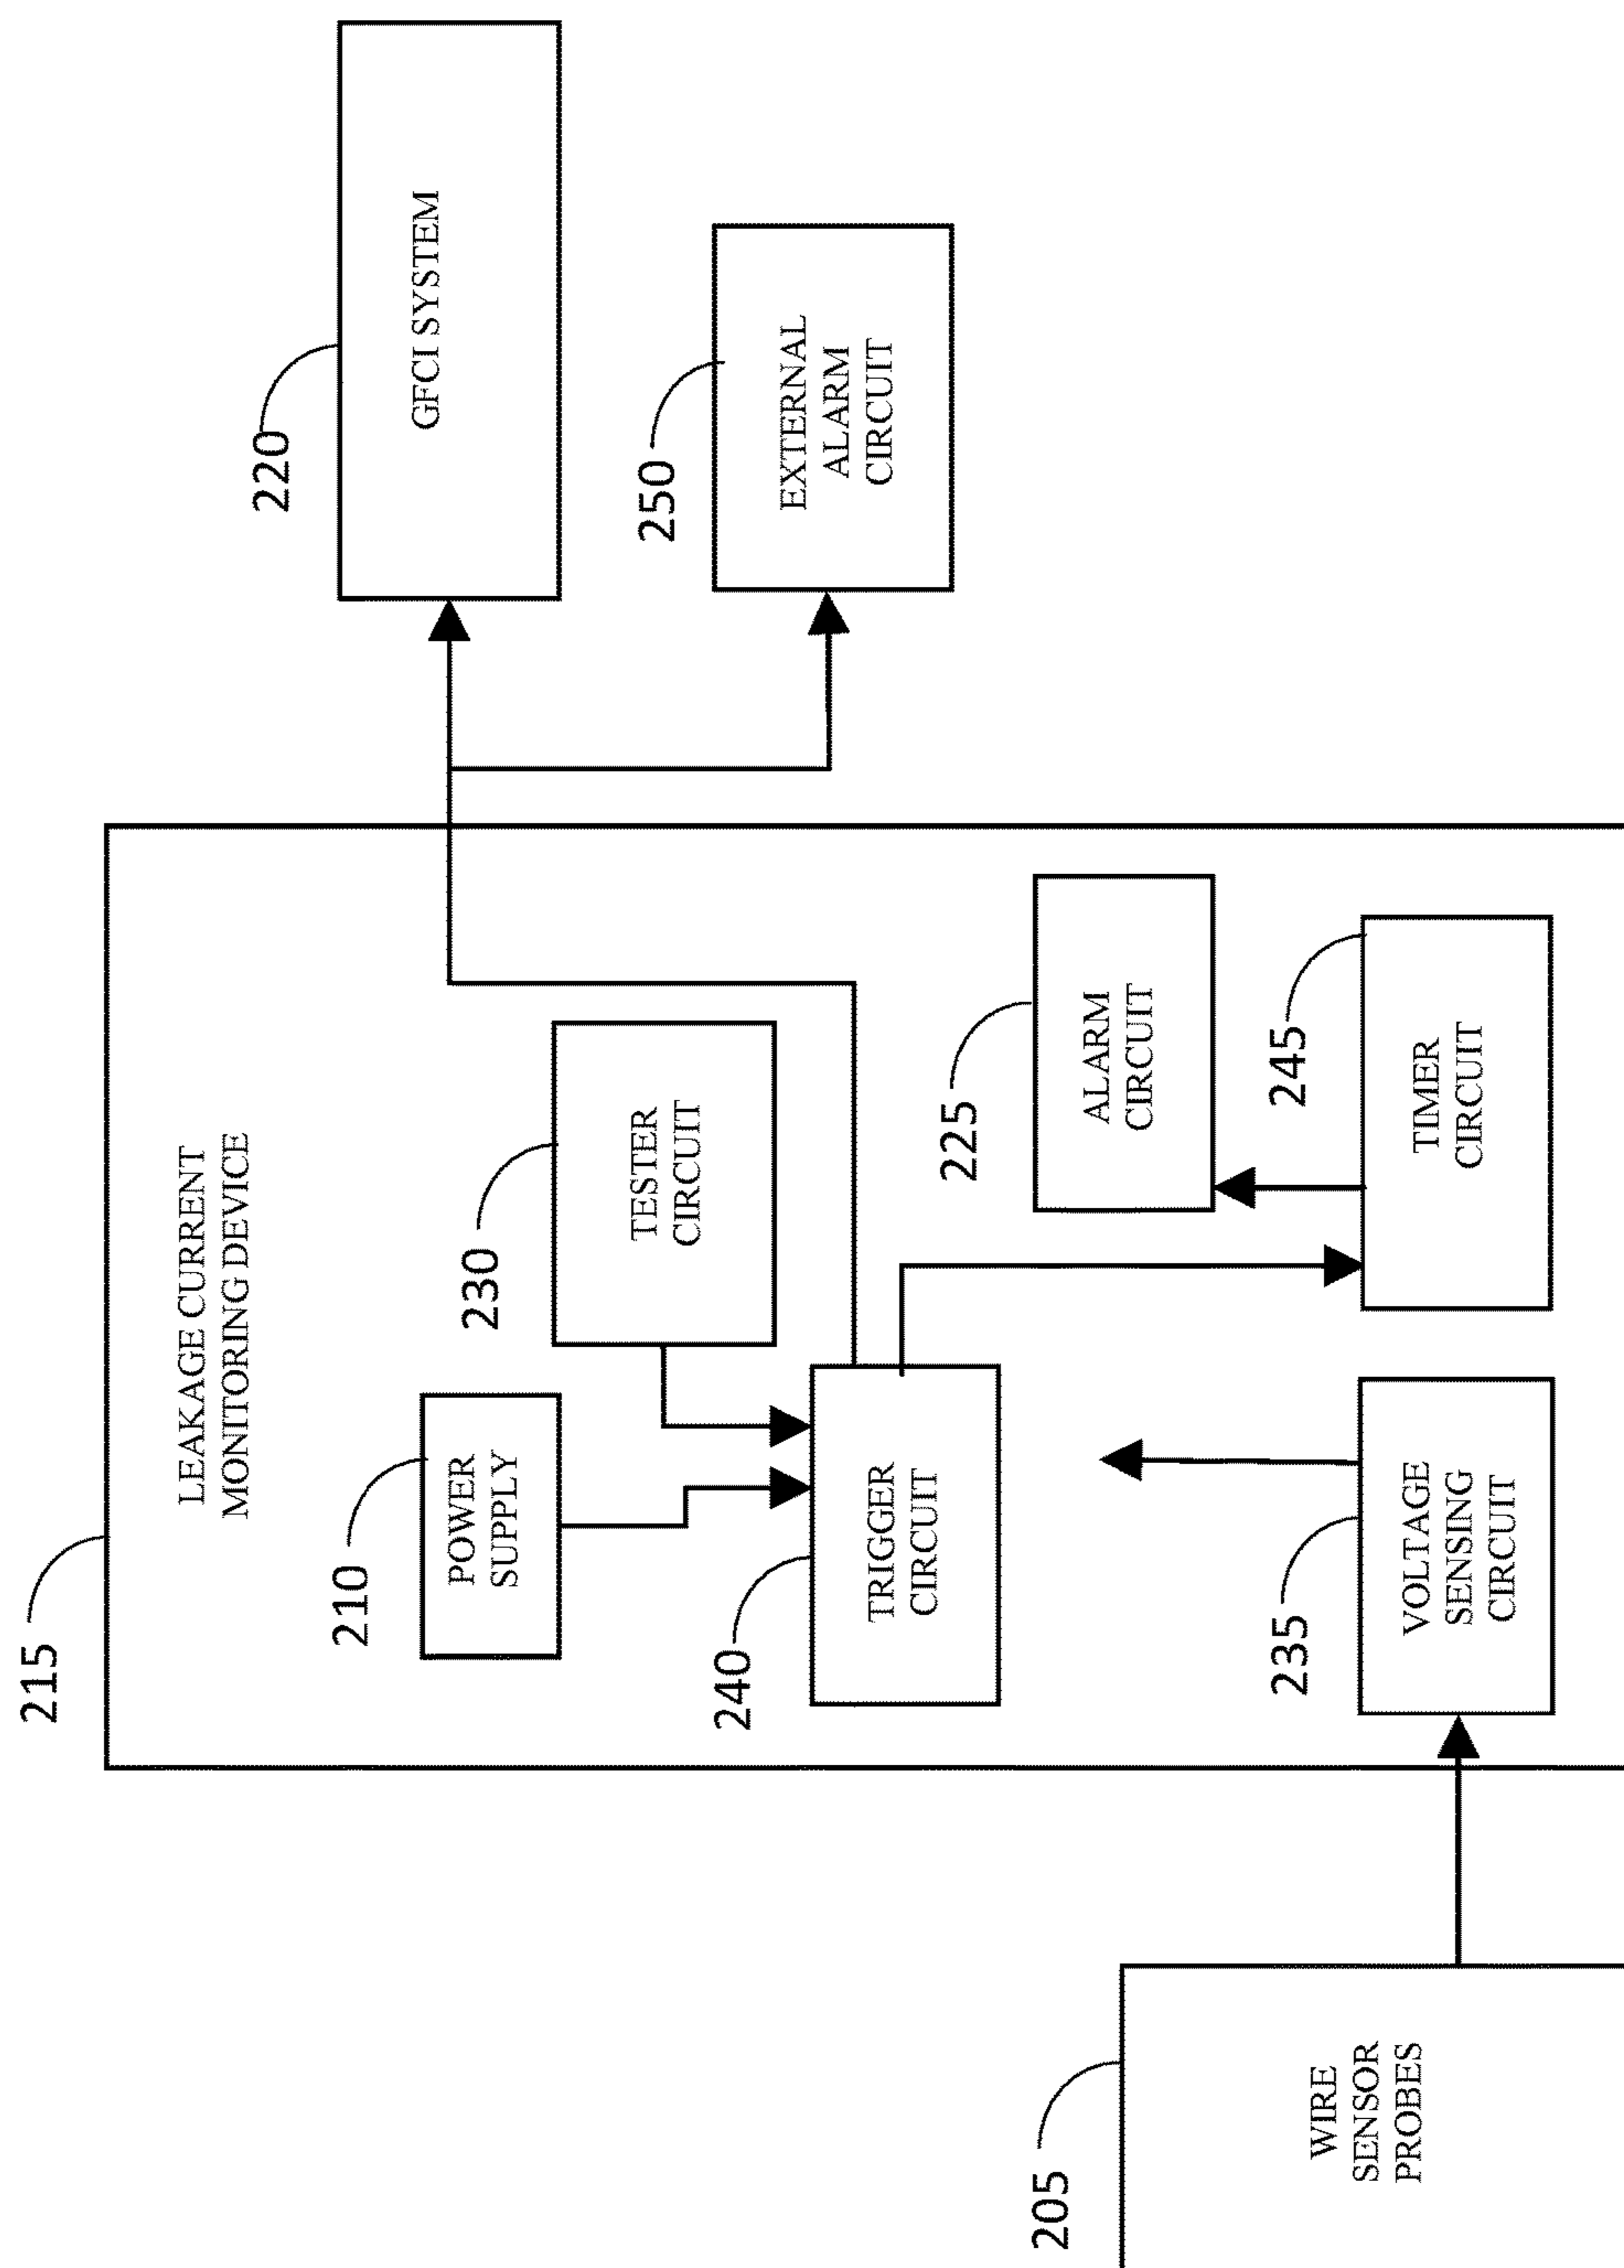 215
LEAKAGE CURRENT
MONITORING DEVICE
220
GFCI SYSTEM
210
POWER
SUPPLY
230
TESTER
CIRCUIT
250
EXTERNAL
ALARM
CIRCUIT
240
TRIGGER
CIRCUIT
225
ALARM
CIRCUIT
205
WIRE
SENSOR
PROBES
235
VOLTAGE
SENSING
CIRCUIT
245
TIMER
CIRCUIT